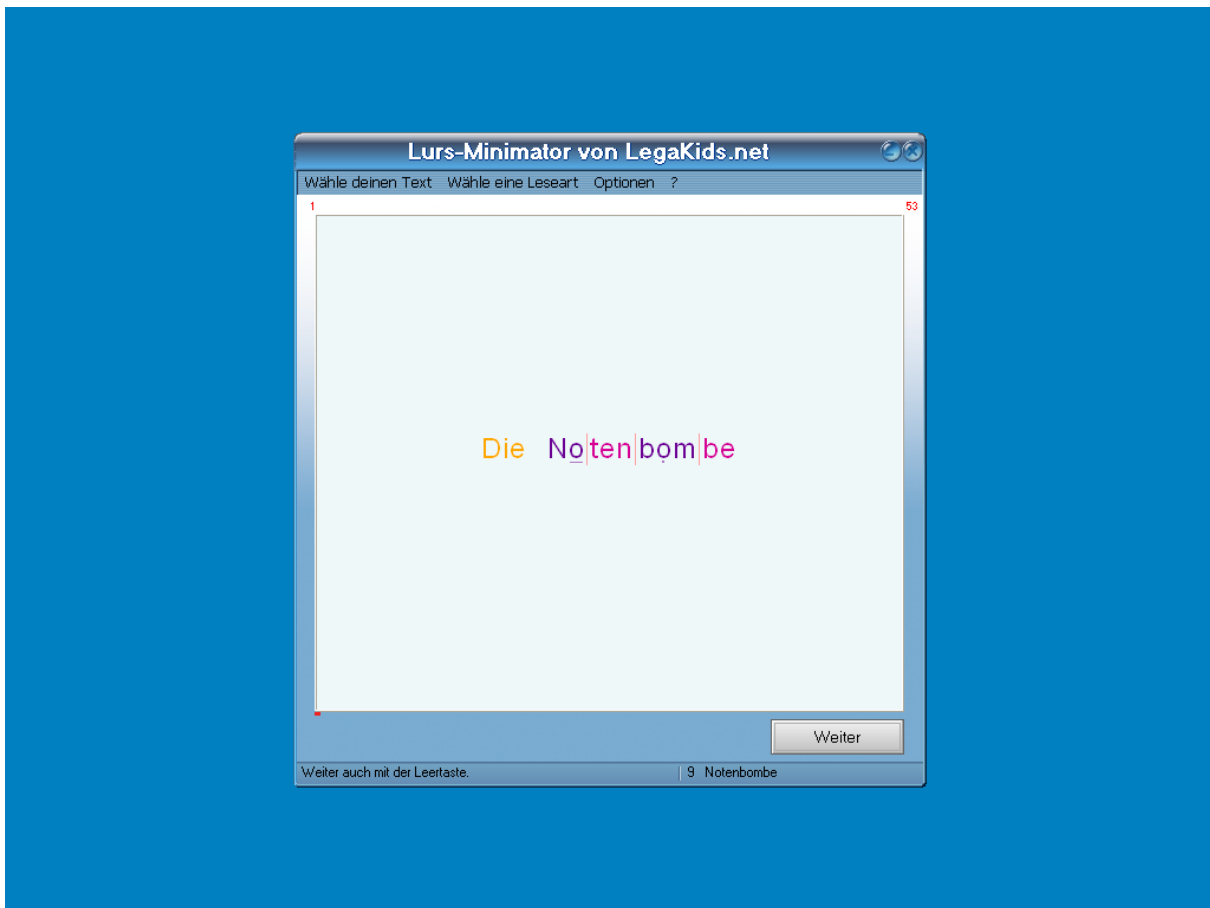 Lurs-Minimator von LegaKids.net
Wähle deinen Text Wähle eine Leseart Optionen ?
1 53
Die No|ten|bom|be
Weiter
Weiter auch mit der Leertaste. 9 Notenbombe